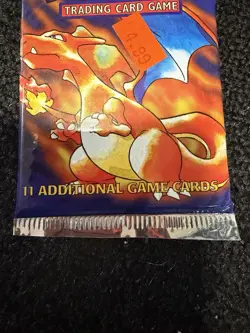 TRADING CARD GAME
4.99
11 ADDITIONAL GAME CARDS